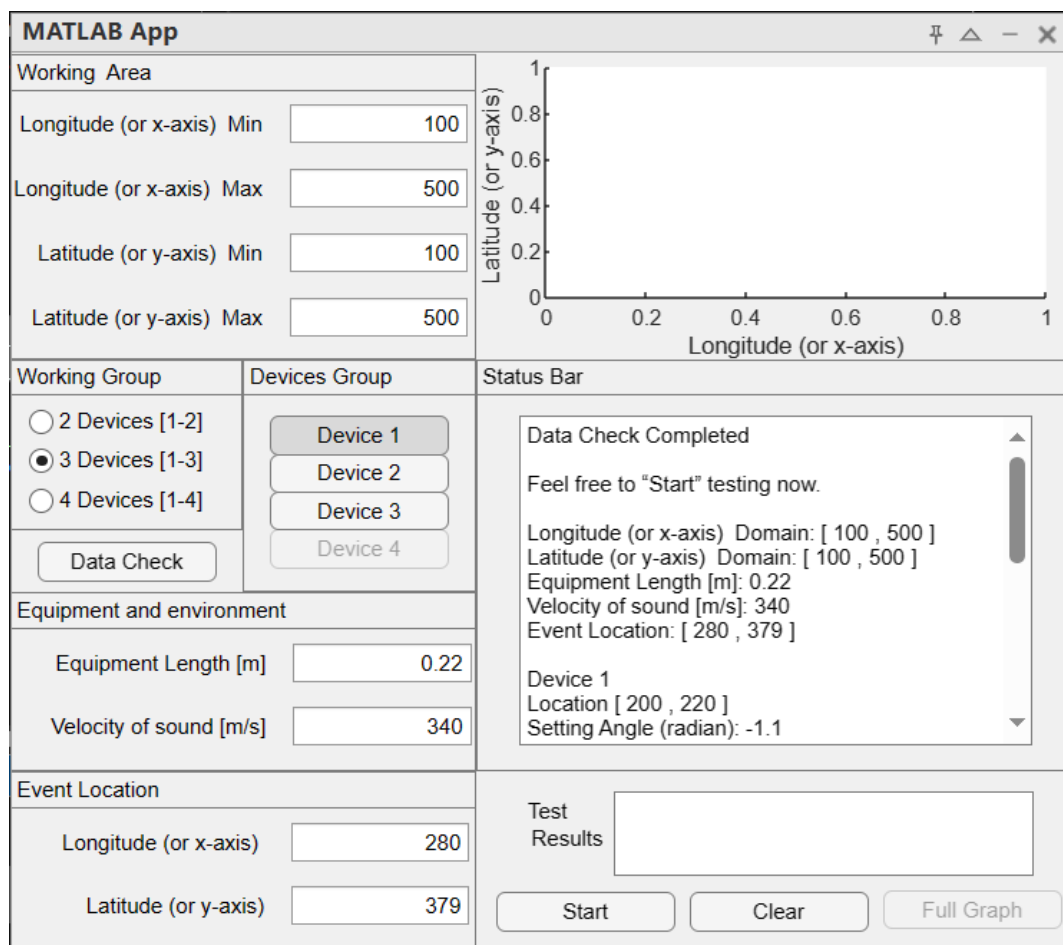 MATLAB App
Working Area
Longitude (or x-axis) Min
100
Longitude (or x-axis) Max
500
Latitude (or y-axis) Min
100
Latitude (or y-axis) Max
500
1
0.8
0.6
0.4
0.2
0
0 0.2 0.4 0.6 0.8 1
Latitude (or y-axis)
Longitude (or x-axis)
Working Group
2 Devices [1-2]
3 Devices [1-3]
4 Devices [1-4]
Data Check
Devices Group
Device 1
Device 2
Device 3
Device 4
Status Bar
Data Check Completed
Feel free to “Start” testing now.
Longitude (or x-axis) Domain: [ 100 , 500 ]
Latitude (or y-axis) Domain: [ 100 , 500 ]
Equipment Length [m]: 0.22
Velocity of sound [m/s]: 340
Event Location: [ 280 , 379 ]
Device 1
Location [ 200 , 220 ]
Setting Angle (radian): -1.1
Equipment and environment
Equipment Length [m]
0.22
Velocity of sound [m/s]
340
Event Location
Longitude (or x-axis)
280
Latitude (or y-axis)
379
Test
Results
Start
Clear
Full Graph